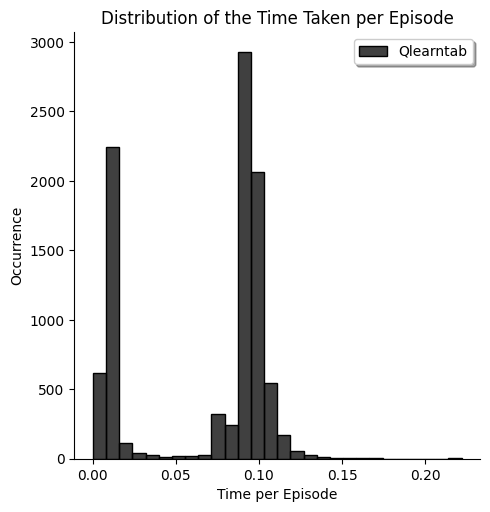 Distribution of the Time Taken per Episode
Qlearntab
Occurrence
3000
2500
2000
1500
1000
500
0
0.00 0.05 0.10 0.15 0.20
Time per Episode